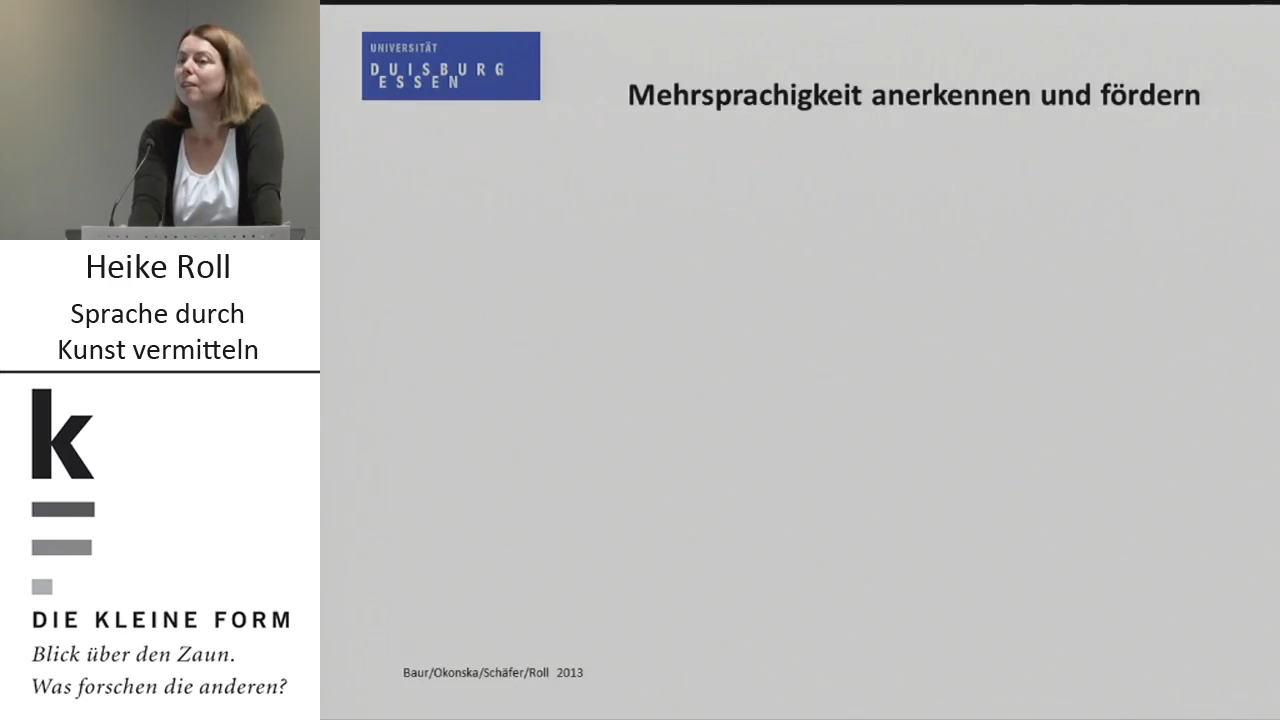 Heike Roll
Sprache durch
Kunst vermitteln
k
DIE KLEINE FORM
Blick über den Zaun.
Was forschen die anderen?
UNIVERSITÄT
DUISBURG
ESSEN
Mehrsprachigkeit anerkennen und fördern
Baur/Okonska/Schäfer/Roll 2013